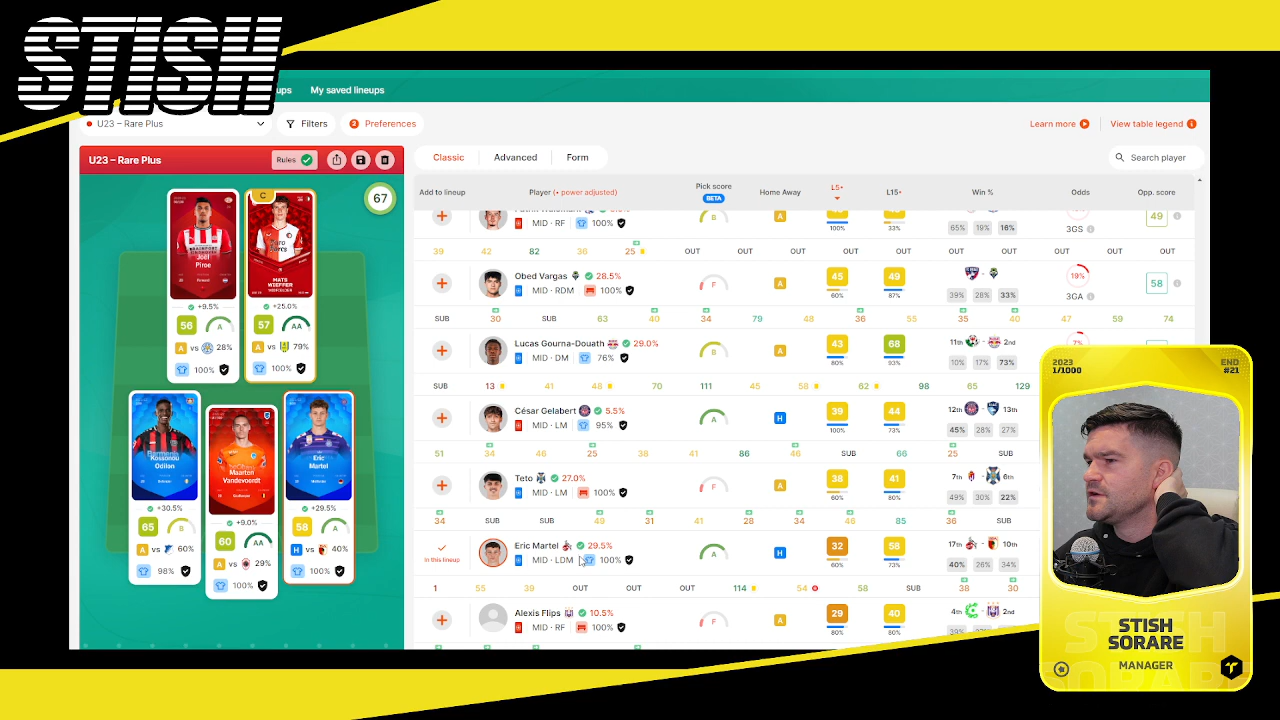 STISH
ups
My saved lineups
U23 – Rare Plus
Filters
2 Preferences
Learn more
View table legend
U23 – Rare Plus
Rules
Classic
Advanced
Form
Search player
67
Add to lineup
Player (• power adjusted)
Pick score
BETA
Home Away
L5•
L15•
Win %
Odds
Opp. score
C
Joël
Piroe
MATS
WIEFFER
+9.5%
56 A
A vs 28%
100%
+25.0%
57 AA
A vs 79%
100%
Kossounou
Odilon
Maarten
Vandevoordt
Eric
Martel
+30.5%
65 B
A vs 60%
98%
+9.0%
60 AA
A vs 29%
100%
+29.5%
58 A
H vs 40%
100%
MID · RF 100% B A 100% 33% 65% 19% 16% 3GS 49
39 42 82 36 25 OUT OUT OUT OUT OUT OUT OUT OUT OUT OUT
Obed Vargas 28.5%
MID · RDM 100% F A 45 60% 49 87% 39% 28% 33% 19% 3GA 58
SUB 30 SUB 63 40 34 79 48 36 55 35 40 47 59 74
Lucas Gourna-Douath 29.0%
MID · DM 76% B A 43 80% 68 93% 11th 2nd 10% 17% 73% 7%
SUB 13 41 48 70 111 45 58 62 98 65 129
César Gelabert 5.5%
MID · LM 95% A H 39 100% 44 73% 12th 13th 45% 28% 27%
51 34 46 25 38 41 86 46 SUB 66 25 SUB
Teto 27.0%
MID · LM 100% F A 38 60% 41 80% 7th 6th 49% 30% 22%
34 SUB SUB 49 31 41 28 34 46 85 36 SUB
Eric Martel 29.5%
In this lineup MID · LDM 100% A H 32 60% 58 73% 17th 10th 40% 26% 34%
1 55 39 OUT OUT OUT 114 54 58 SUB 38 30
Alexis Flips 10.5%
MID · RF 100% F A 29 80% 40 80% 4th 2nd
2023
1/1000
END
#21
STISH
SORARE
MANAGER